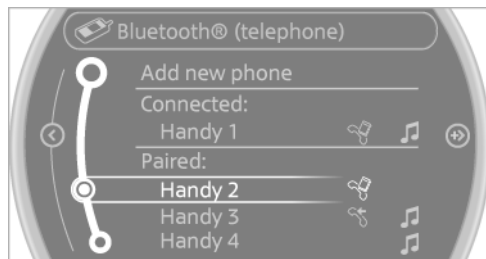 Bluetooth® (telephone)
Add new phone
Connected:
Handy 1
Paired:
Handy 2
Handy 3
Handy 4